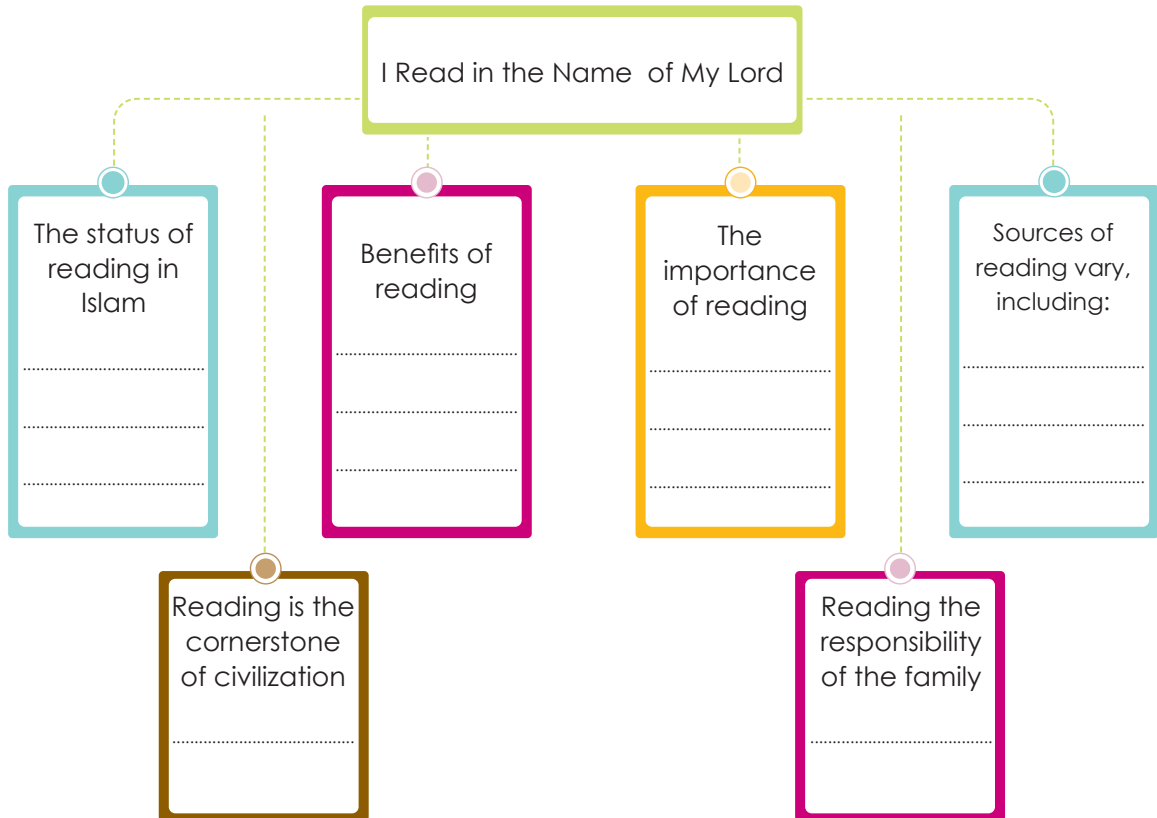 I Read in the Name  of My Lord
The status of
reading in
Islam
Benefits of
reading
The
importance
of reading
Sources of
reading vary,
including:
Reading is the
cornerstone
of civilization
Reading the
responsibility
of the family